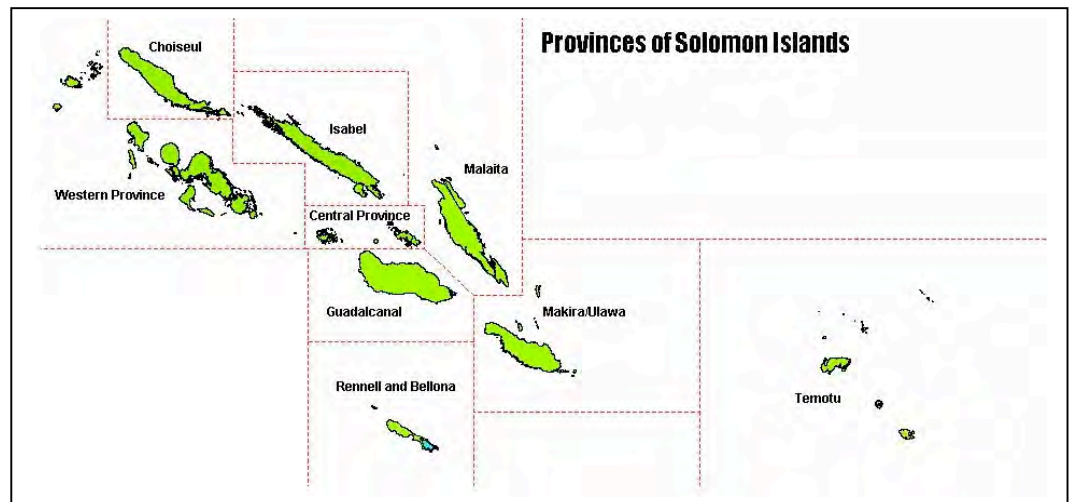 Provinces of Solomon Islands
Choiseul
Isabel
Malaita
Western Province
Central Province
Guadalcanal
Makira/Ulawa
Rennell and Bellona
Temotu